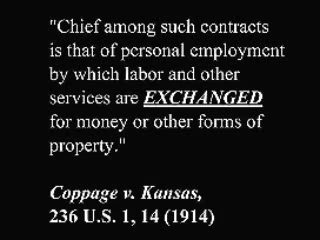 "Chief among such contracts
is that of personal employment
by which labor and other
services are EXCHANGED
for money or other forms of
property."
Coppage v. Kansas,
236 U.S. 1, 14 (1914)